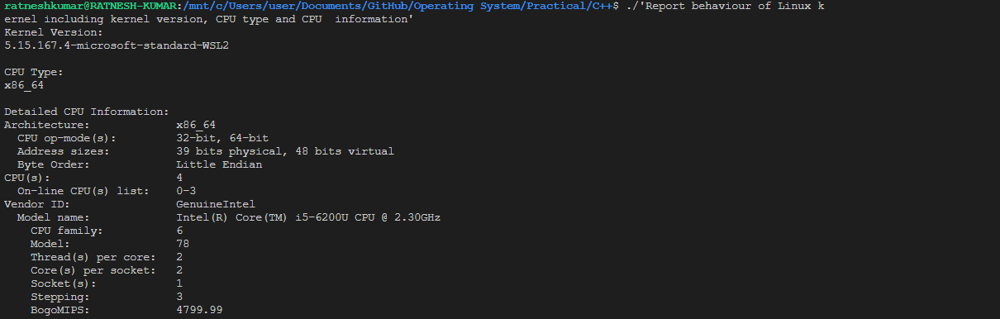 ratneshkumar@RATNESH-KUMAR:/mnt/c/Users/user/Documents/GitHub/Operating System/Practical/C++$ ./'Report behaviour of Linux k
ernel including kernel version, CPU type and CPU  information'
Kernel Version:
5.15.167.4-microsoft-standard-WSL2
CPU Type:
x86_64
Detailed CPU Information:
Architecture:             x86_64
  CPU op-mode(s):         32-bit, 64-bit
  Address sizes:          39 bits physical, 48 bits virtual
  Byte Order:             Little Endian
CPU(s):                   4
  On-line CPU(s) list:    0-3
Vendor ID:                GenuineIntel
  Model name:             Intel(R) Core(TM) i5-6200U CPU @ 2.30GHz
    CPU family:           6
    Model:                78
    Thread(s) per core:   2
    Core(s) per socket:   2
    Socket(s):            1
    Stepping:             3
    BogoMIPS:             4799.99